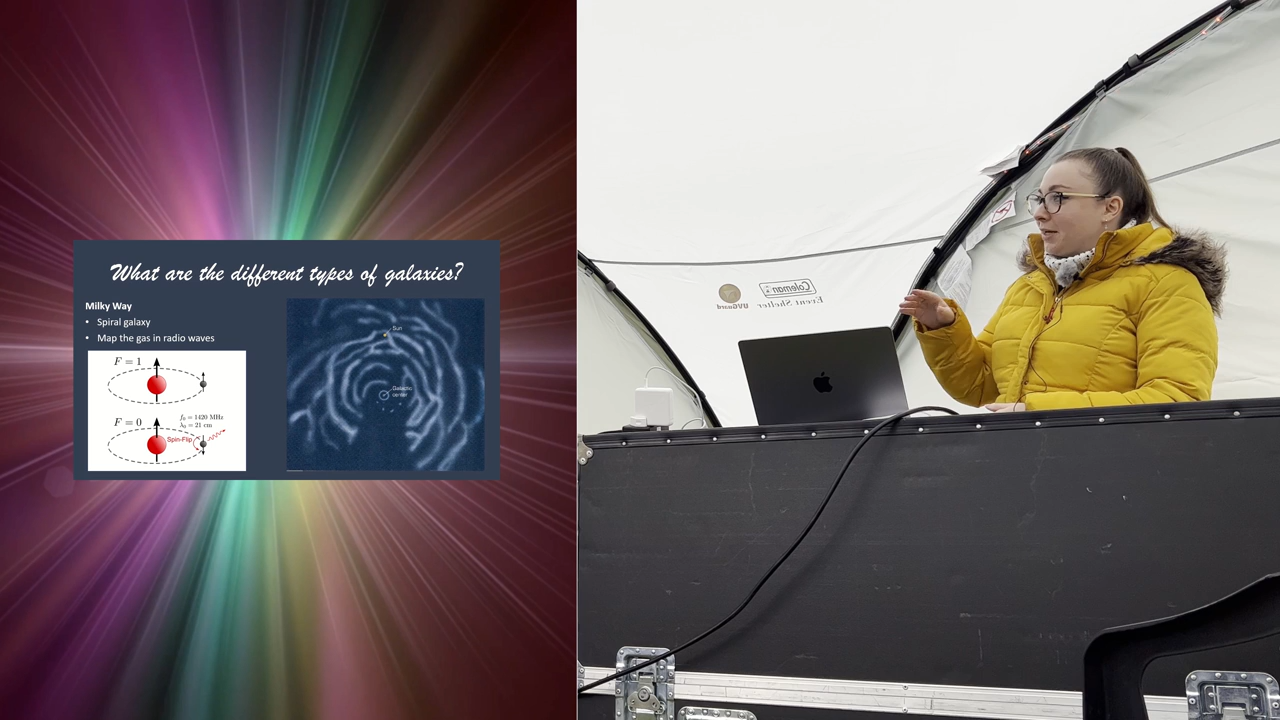 What are the different types of galaxies?
Milky Way
• Spiral galaxy
• Map the gas in radio waves
F = 1
F = 0
f₀ = 1420 MHz
λ₀ = 21 cm
Spin-Flip
Sun
Galactic
center
Coleman
Event Shelter
UVGuard